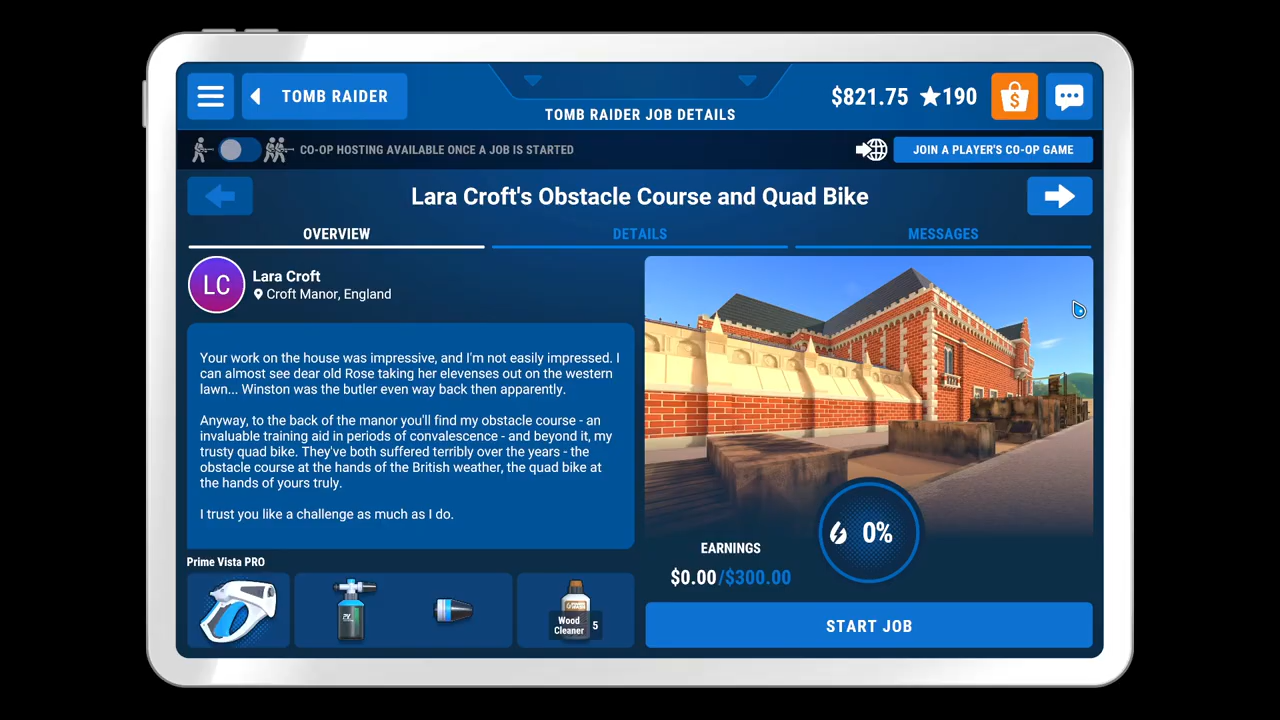 TOMB RAIDER
$821.75 ★190
TOMB RAIDER JOB DETAILS
CO-OP HOSTING AVAILABLE ONCE A JOB IS STARTED
JOIN A PLAYER'S CO-OP GAME
Lara Croft's Obstacle Course and Quad Bike
OVERVIEW
DETAILS
MESSAGES
LC
Lara Croft
Croft Manor, England
Your work on the house was impressive, and I'm not easily impressed. I
can almost see dear old Rose taking her elevenses out on the western
lawn... Winston was the butler even way back then apparently.
Anyway, to the back of the manor you'll find my obstacle course - an
invaluable training aid in periods of convalescence - and beyond it, my
trusty quad bike. They've both suffered terribly over the years - the
obstacle course at the hands of the British weather, the quad bike at
the hands of yours truly.
I trust you like a challenge as much as I do.
Prime Vista PRO
Wood
Cleaner 5
EARNINGS
$0.00/$300.00
0%
START JOB